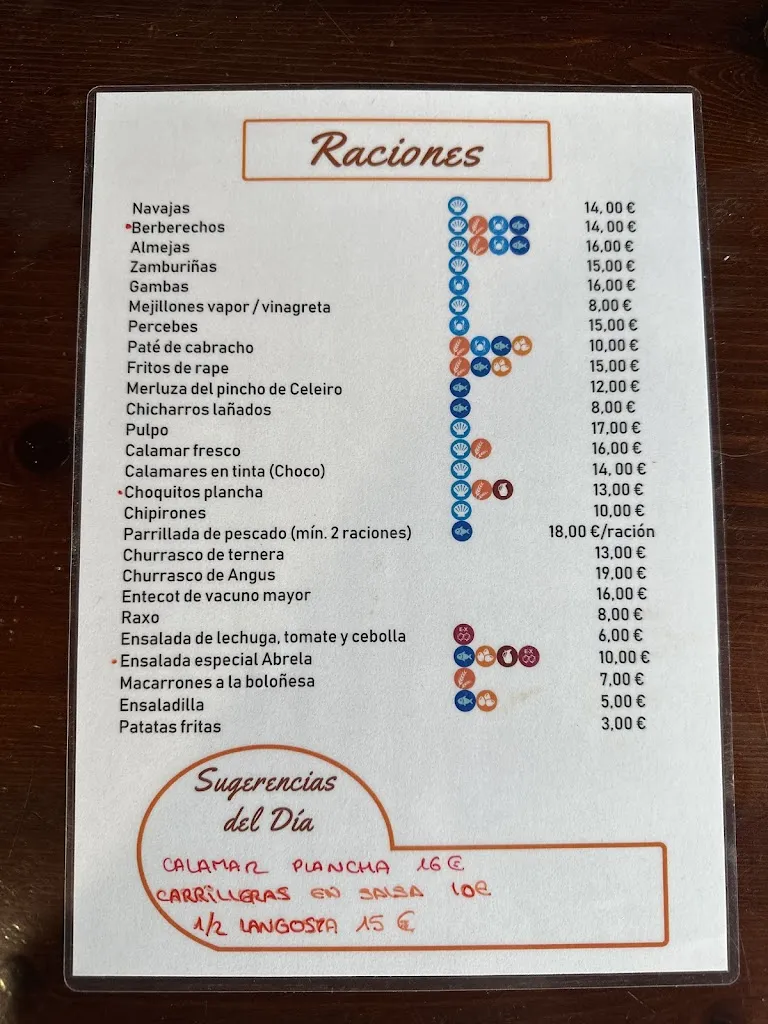 Raciones
Navajas 14,00 €
Berberechos 14,00 €
Almejas 16,00 €
Zamburiñas 15,00 €
Gambas 16,00 €
Mejillones vapor / vinagreta 8,00 €
Percebes 15,00 €
Paté de cabracho 10,00 €
Fritos de rape 15,00 €
Merluza del pincho de Celeiro 12,00 €
Chicharros lañados 8,00 €
Pulpo 17,00 €
Calamar fresco 16,00 €
Calamares en tinta (Choco) 14,00 €
Choquitos plancha 13,00 €
Chipirones 10,00 €
Parrillada de pescado (mín. 2 raciones) 18,00 €/ración
Churrasco de ternera 13,00 €
Churrasco de Angus 19,00 €
Entecot de vacuno mayor 16,00 €
Raxo 8,00 €
Ensalada de lechuga, tomate y cebolla 6,00 €
Ensalada especial Abrela 10,00 €
Macarrones a la boloñesa 7,00 €
Ensaladilla 5,00 €
Patatas fritas 3,00 €
Sugerencias
del Día
CALAMAR PLANCHA 16 €
CARRILLERAS EN SALSA 10€
1/2 LANGOSTA 15 €